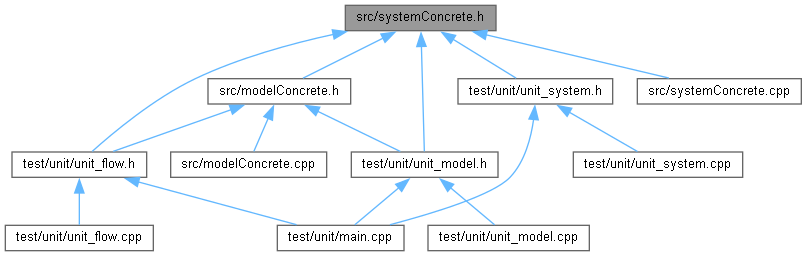 src/systemConcrete.h
src/modelConcrete.h
test/unit/unit_system.h
src/systemConcrete.cpp
test/unit/unit_flow.h
src/modelConcrete.cpp
test/unit/unit_model.h
test/unit/unit_system.cpp
test/unit/unit_flow.cpp
test/unit/main.cpp
test/unit/unit_model.cpp